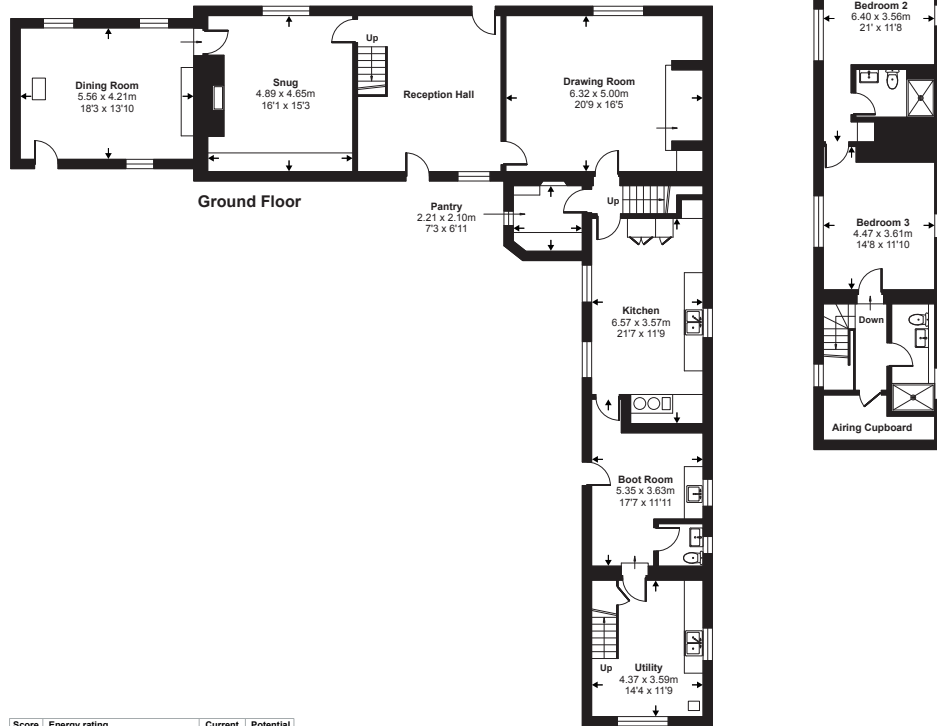 Dining Room
5.56 x 4.21m
18'3 x 13'10
Snug
4.89 x 4.65m
16'1 x 15'3
Up
Reception Hall
Drawing Room
6.32 x 5.00m
20'9 x 16'5
Ground Floor
Pantry
2.21 x 2.10m
7'3 x 6'11
Up
Kitchen
6.57 x 3.57m
21'7 x 11'9
Boot Room
5.35 x 3.63m
17'7 x 11'11
Up
Utility
4.37 x 3.59m
14'4 x 11'9
Bedroom 2
6.40 x 3.56m
21' x 11'8
Bedroom 3
4.47 x 3.61m
14'8 x 11'10
Down
Airing Cupboard
Score Energy rating Current Potential